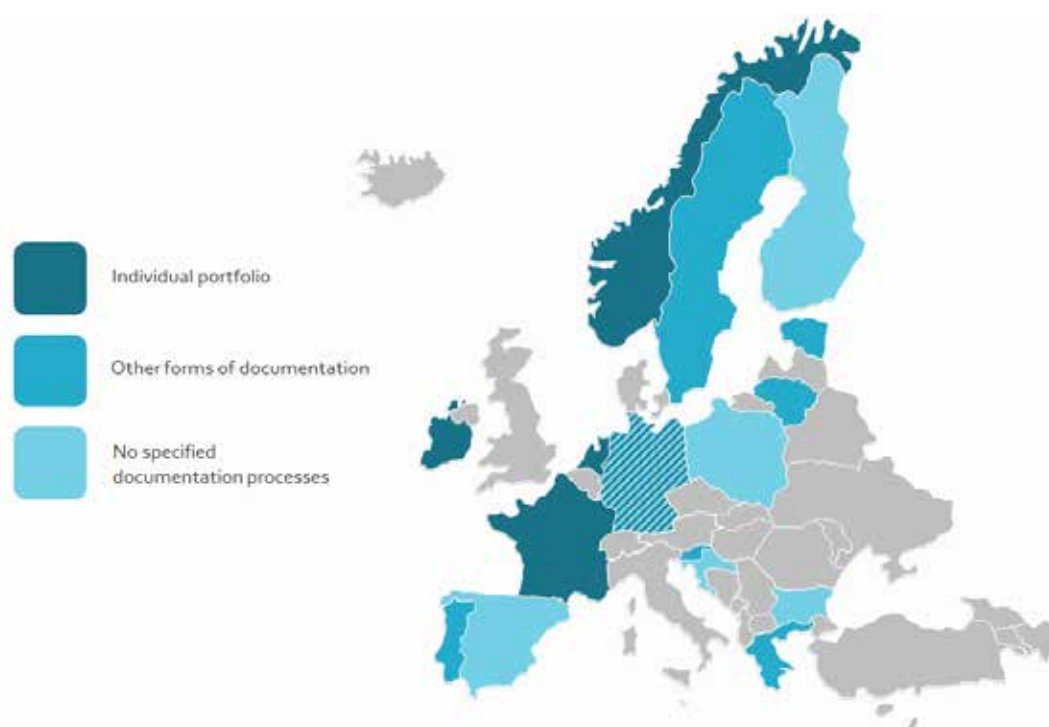 Individual portfolio
Other forms of documentation
No specified
documentation processes